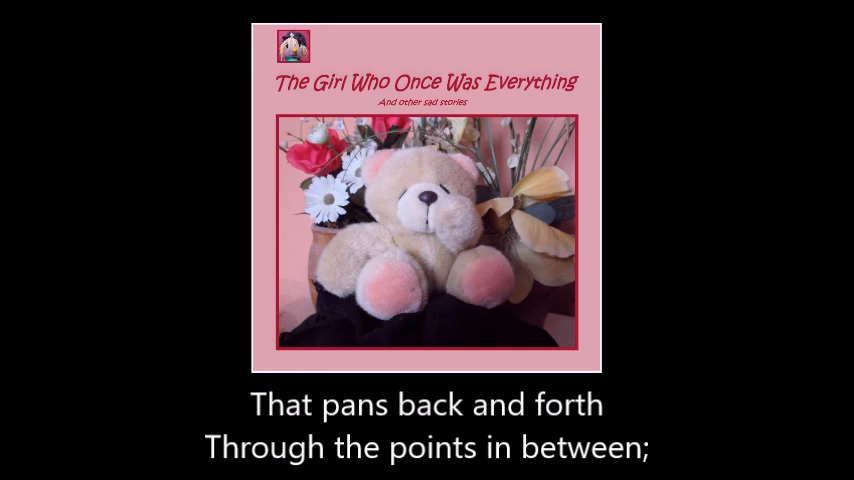 The Girl Who Once Was Everything
And other sad stories
That pans back and forth
Through the points in between;